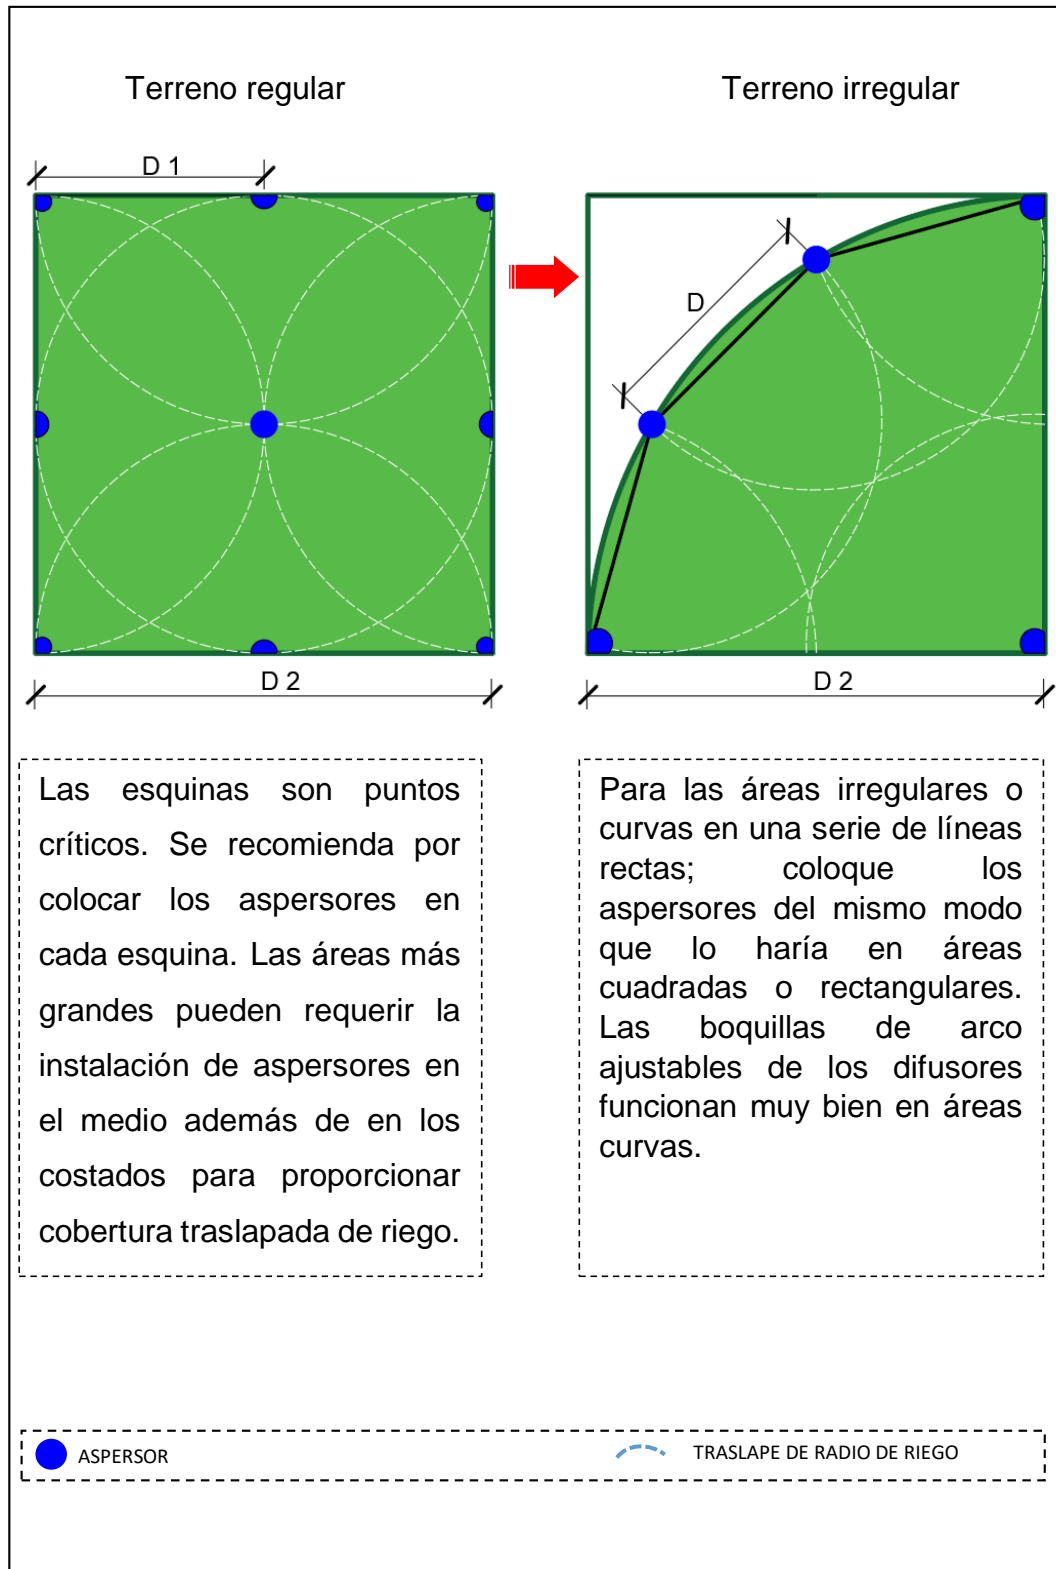 Terreno regular
Terreno irregular
D 1
D
D 2
D 2
Las esquinas son puntos
críticos. Se recomienda por
colocar los aspersores en
cada esquina. Las áreas más
grandes pueden requerir la
instalación de aspersores en
el medio además de en los
costados para proporcionar
cobertura traslapada de riego.
Para las áreas irregulares o
curvas en una serie de líneas
rectas; coloque los
aspersores del mismo modo
que lo haría en áreas
cuadradas o rectangulares.
Las boquillas de arco
ajustables de los difusores
funcionan muy bien en áreas
curvas.
ASPERSOR
TRASLAPE DE RADIO DE RIEGO